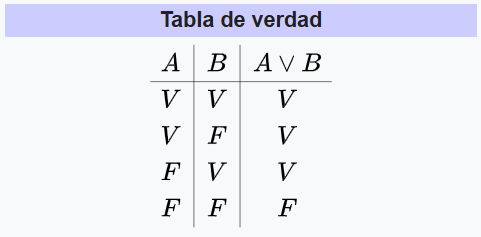 Tabla de verdad
A B A ∨ B
V V V
V F V
F V V
F F F